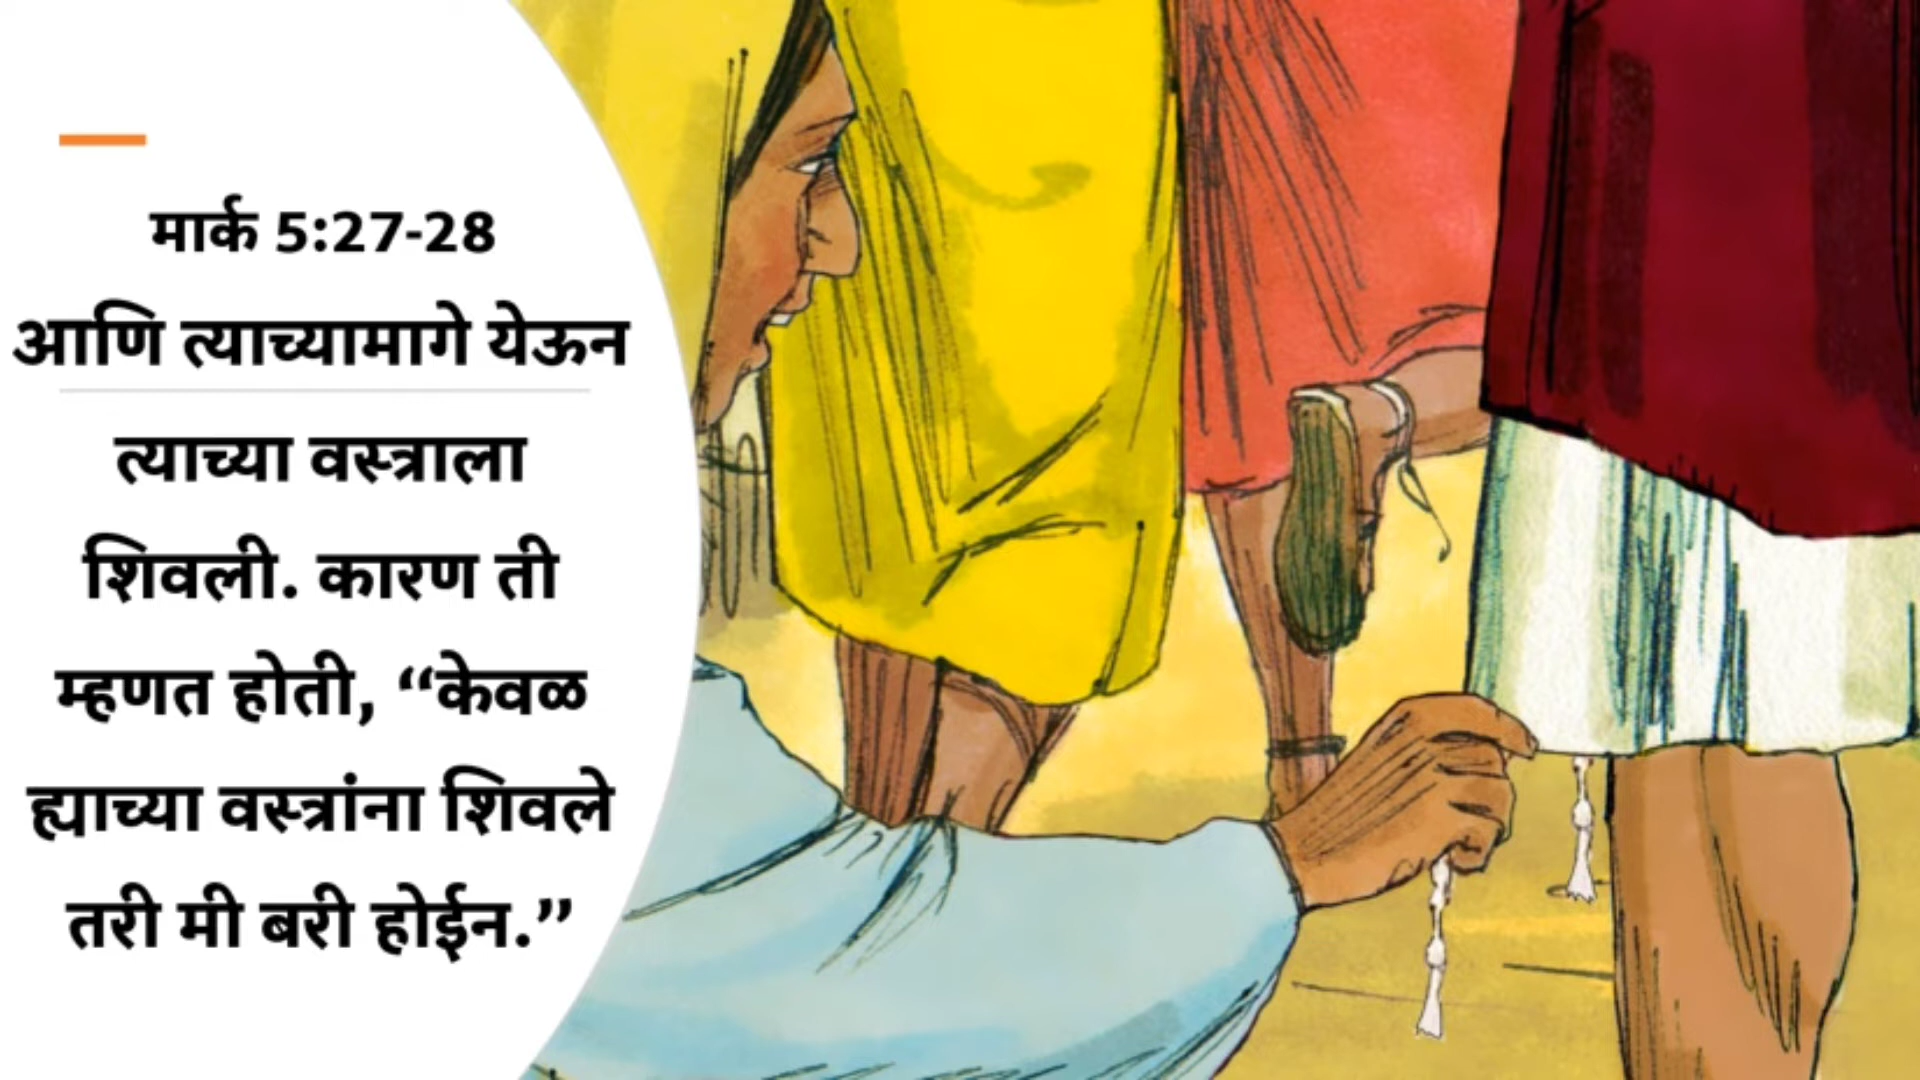 मार्क 5:27-28
आणि त्याच्यामागे येऊन
त्याच्या वस्त्राला
शिवली. कारण ती
म्हणत होती, “केवळ
ह्याच्या वस्त्रांना शिवले
तरी मी बरी होईन.”